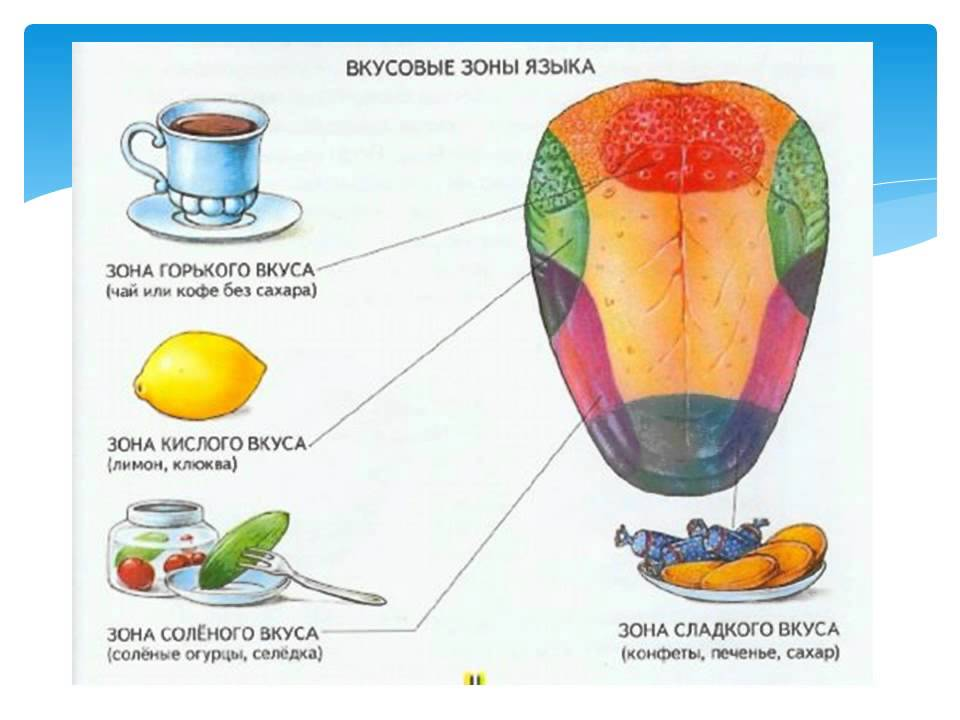 ВКУСОВЫЕ ЗОНЫ ЯЗЫКА
ЗОНА ГОРЬКОГО ВКУСА
(чай или кофе без сахара)
ЗОНА КИСЛОГО ВКУСА
(лимон, клюква)
ЗОНА СОЛЁНОГО ВКУСА
(солёные огурцы, селёдка)
ЗОНА СЛАДКОГО ВКУСА
(конфеты, печенье, сахар)